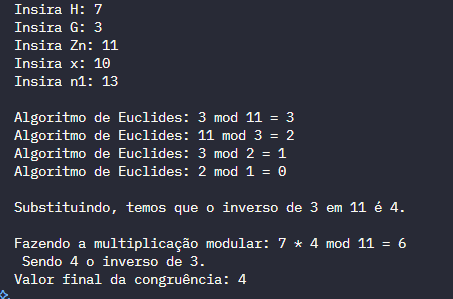 Insira H: 7
Insira G: 3
Insira Zn: 11
Insira x: 10
Insira n1: 13
Algoritmo de Euclides: 3 mod 11 = 3
Algoritmo de Euclides: 11 mod 3 = 2
Algoritmo de Euclides: 3 mod 2 = 1
Algoritmo de Euclides: 2 mod 1 = 0
Substituindo, temos que o inverso de 3 em 11 é 4.
Fazendo a multiplicação modular: 7 * 4 mod 11 = 6
Sendo 4 o inverso de 3.
Valor final da congruência: 4